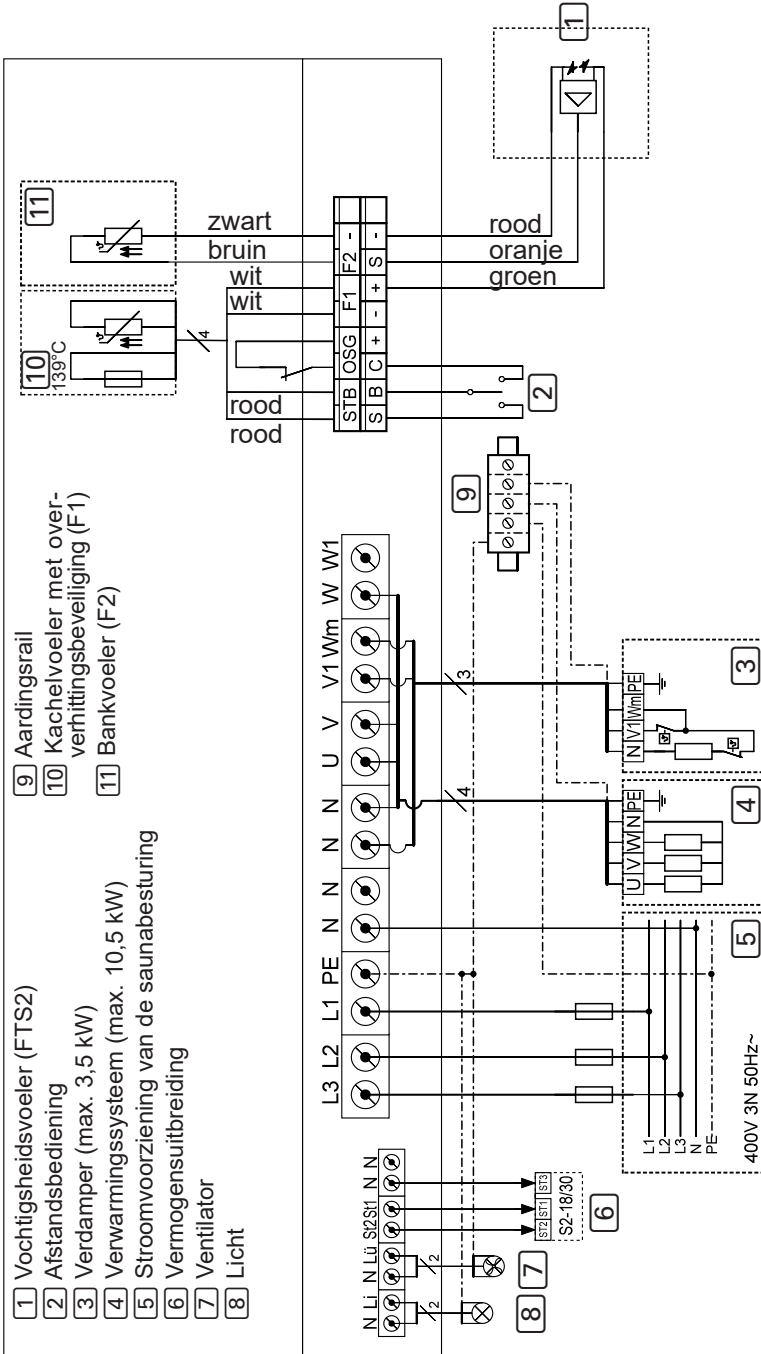 1 Vochtigsheidsvoeler (FTS2)
2 Afstandsbediening
3 Verdamper (max. 3,5 kW)
4 Verwarmingssysteem (max. 10,5 kW)
5 Stroomvoorziening van de saunabesturing
6 Vermogensuitbreiding
7 Ventilator
8 Licht
9 Aardingsrail
10 Kachelvoeler met over-
verhittingsbeveiliging (F1)
11 Bankvoeler (F2)
11
10
139°C
4
zwart
bruin
wit
wit
rood
rood
STB OSG F1 F2 -
S B C + - + S -
rood
oranje
groen
1
2
N Li N Lü St2 St1 N N
L3 L2 L1 PE N N N N U V V1 Wm W W1
2
2
8
7
ST2 ST1 ST3
S2-18/30
6
4
3
9
L1
L2
L3
N
PE
400V 3N 50Hz~
5
U V W N PE
4
N V1 Wm PE
3